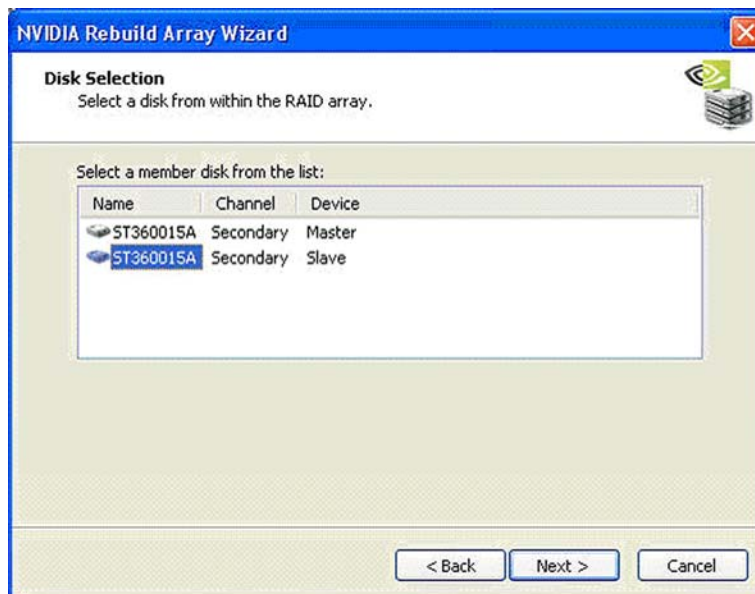 NVIDIA Rebuild Array Wizard
Disk Selection
Select a disk from within the RAID array.
Select a member disk from the list:
Name Channel Device
ST360015A Secondary Master
ST360015A Secondary Slave
< Back Next > Cancel